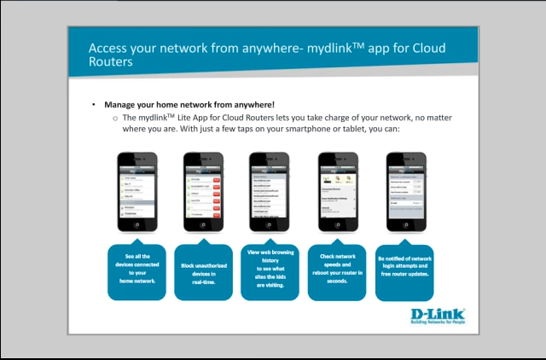 Access your network from anywhere- mydlink™ app for Cloud
Routers
• Manage your home network from anywhere!
o The mydlink™ Lite App for Cloud Routers lets you take charge of your network, no matter
where you are. With just a few taps on your smartphone or tablet, you can:
See all the
devices connected
to your
home network.
Block unauthorized
devices in
real-time.
View web browsing
history
to see what
sites the kids
are visiting.
Check network
speeds and
reboot your router in
seconds.
Be notified of network
login attempts and
free router updates.
D-Link
Building Networks for People